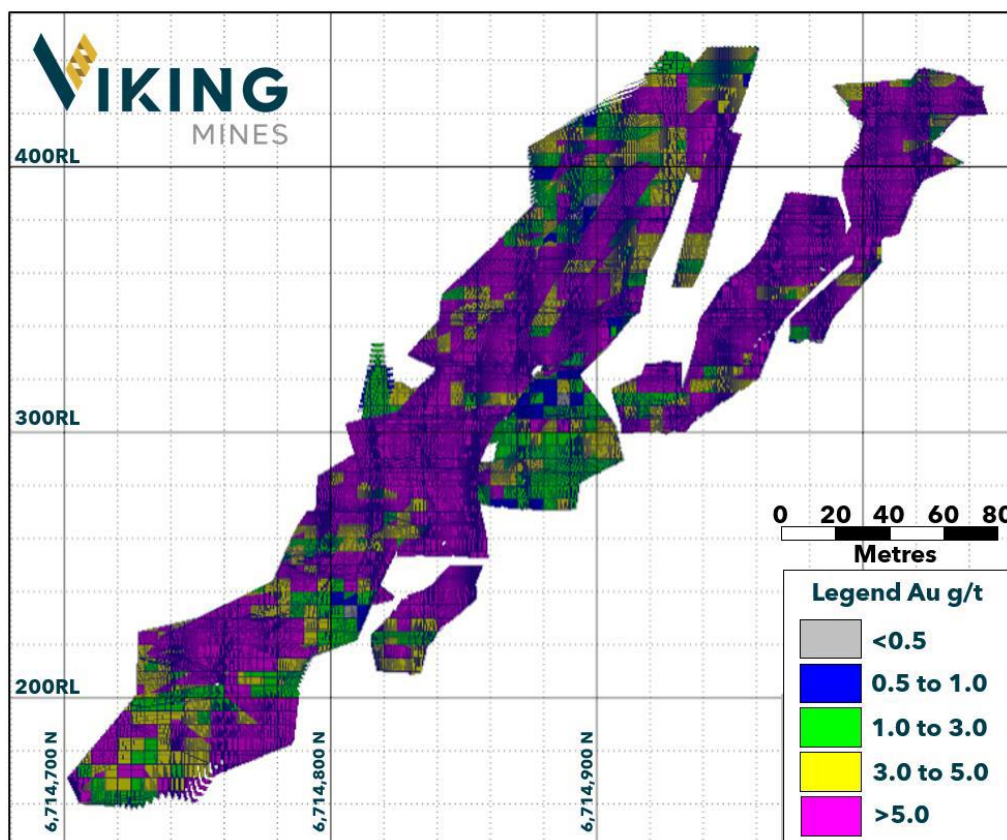 VIKING
MINES
400RL
300RL
200RL
6,714,700 N
6,714,800 N
6,714,900 N
0 20 40 60 80
Metres
Legend Au g/t
<0.5
0.5 to 1.0
1.0 to 3.0
3.0 to 5.0
>5.0